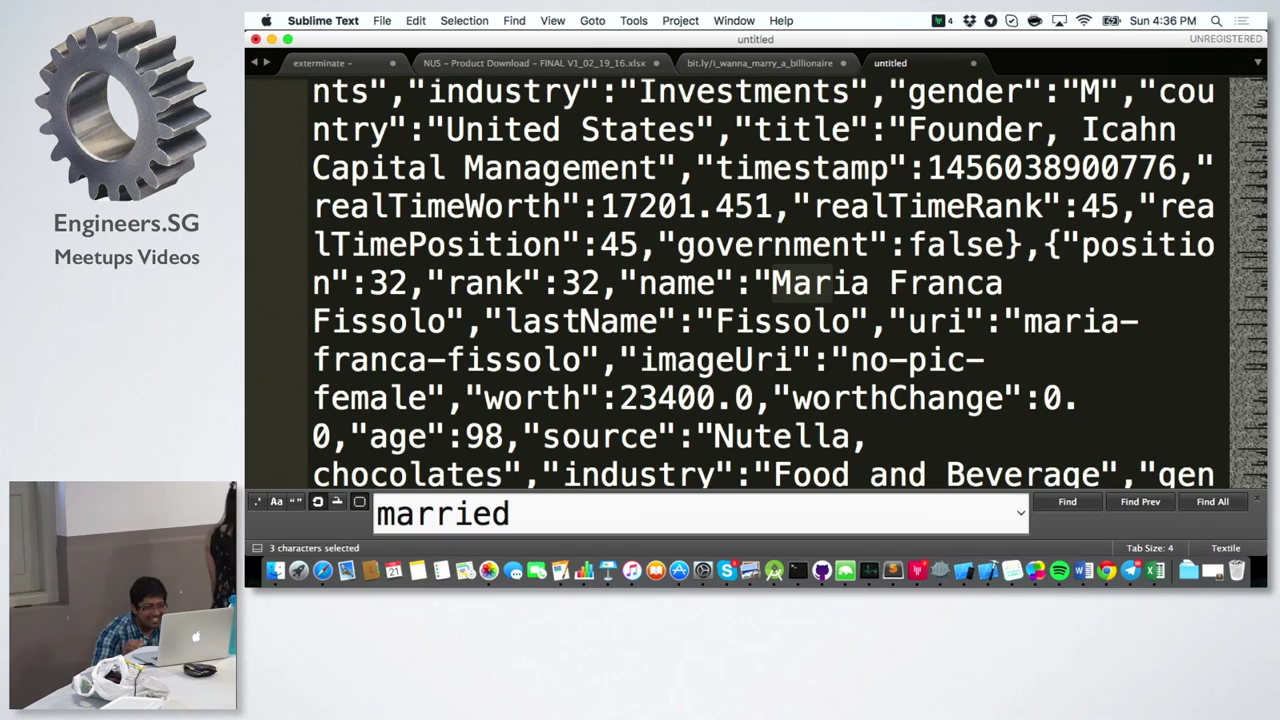 Sublime Text File Edit Selection Find View Goto Tools Project Window Help 4 Sun 4:36 PM
untitled UNREGISTERED
exterminate – NUS – Product Download – FINAL V1_02_19_16.xlsx bit.ly/i_wanna_marry_a_billionaire untitled
nts","industry":"Investments","gender":"M","cou
ntry":"United States","title":"Founder, Icahn
Capital Management","timestamp":1456038900776,"
realTimeWorth":17201.451,"realTimeRank":45,"rea
lTimePosition":45,"government":false},{"positio
n":32,"rank":32,"name":"Maria Franca
Fissolo","lastName":"Fissolo","uri":"maria-
franca-fissolo","imageUri":"no-pic-
female","worth":23400.0,"worthChange":0.
0,"age":98,"source":"Nutella,
chocolates","industry":"Food and Beverage","gen
.* Aa “” married Find Find Prev Find All
3 characters selected Tab Size: 4 Textile
21
Engineers.SG
Meetups Videos